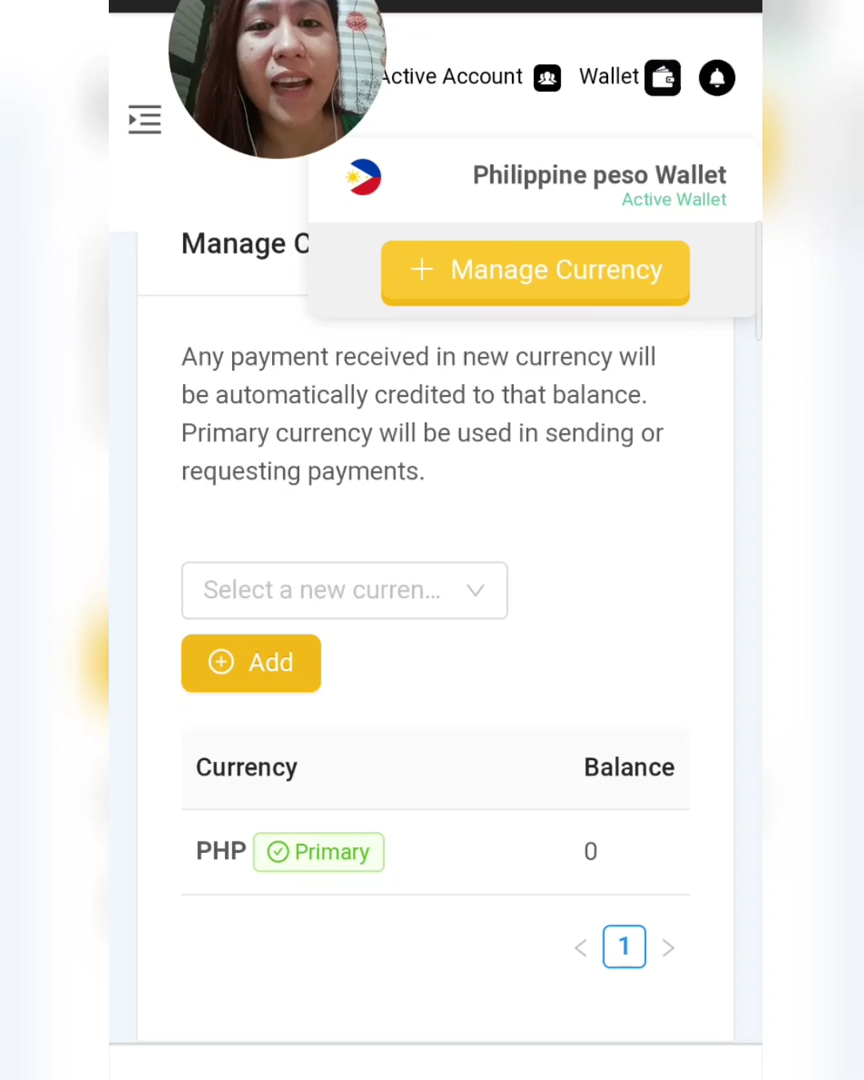 Active Account
Wallet
Philippine peso Wallet
Active Wallet
Manage C
+ Manage Currency
Any payment received in new currency will
be automatically credited to that balance.
Primary currency will be used in sending or
requesting payments.
Select a new curren...
Add
Currency Balance
PHP Primary 0
< 1 >